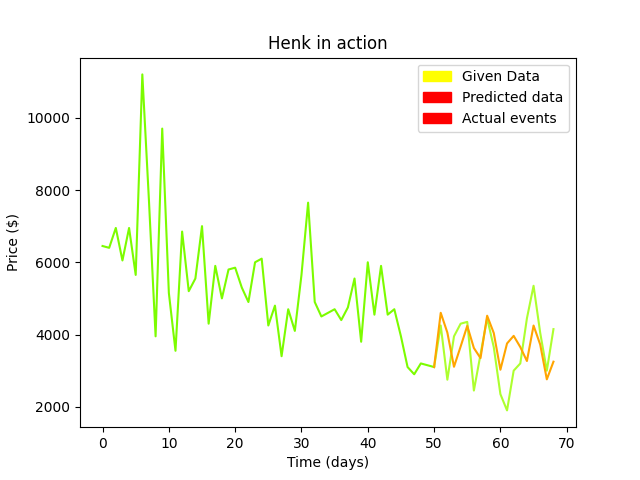 Henk in action
Given Data
Predicted data
Actual events
10000
8000
6000
4000
2000
Price ($)
0 10 20 30 40 50 60 70
Time (days)